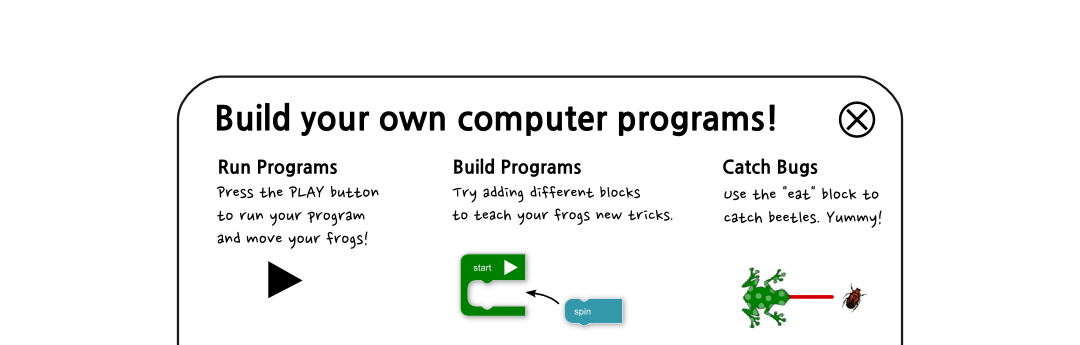 Build your own computer programs!
Run Programs
Press the PLAY button
to run your program
and move your frogs!
Build Programs
Try adding different blocks
to teach your frogs new tricks.
start
spin
Catch Bugs
Use the "eat" block to
catch beetles. Yummy!